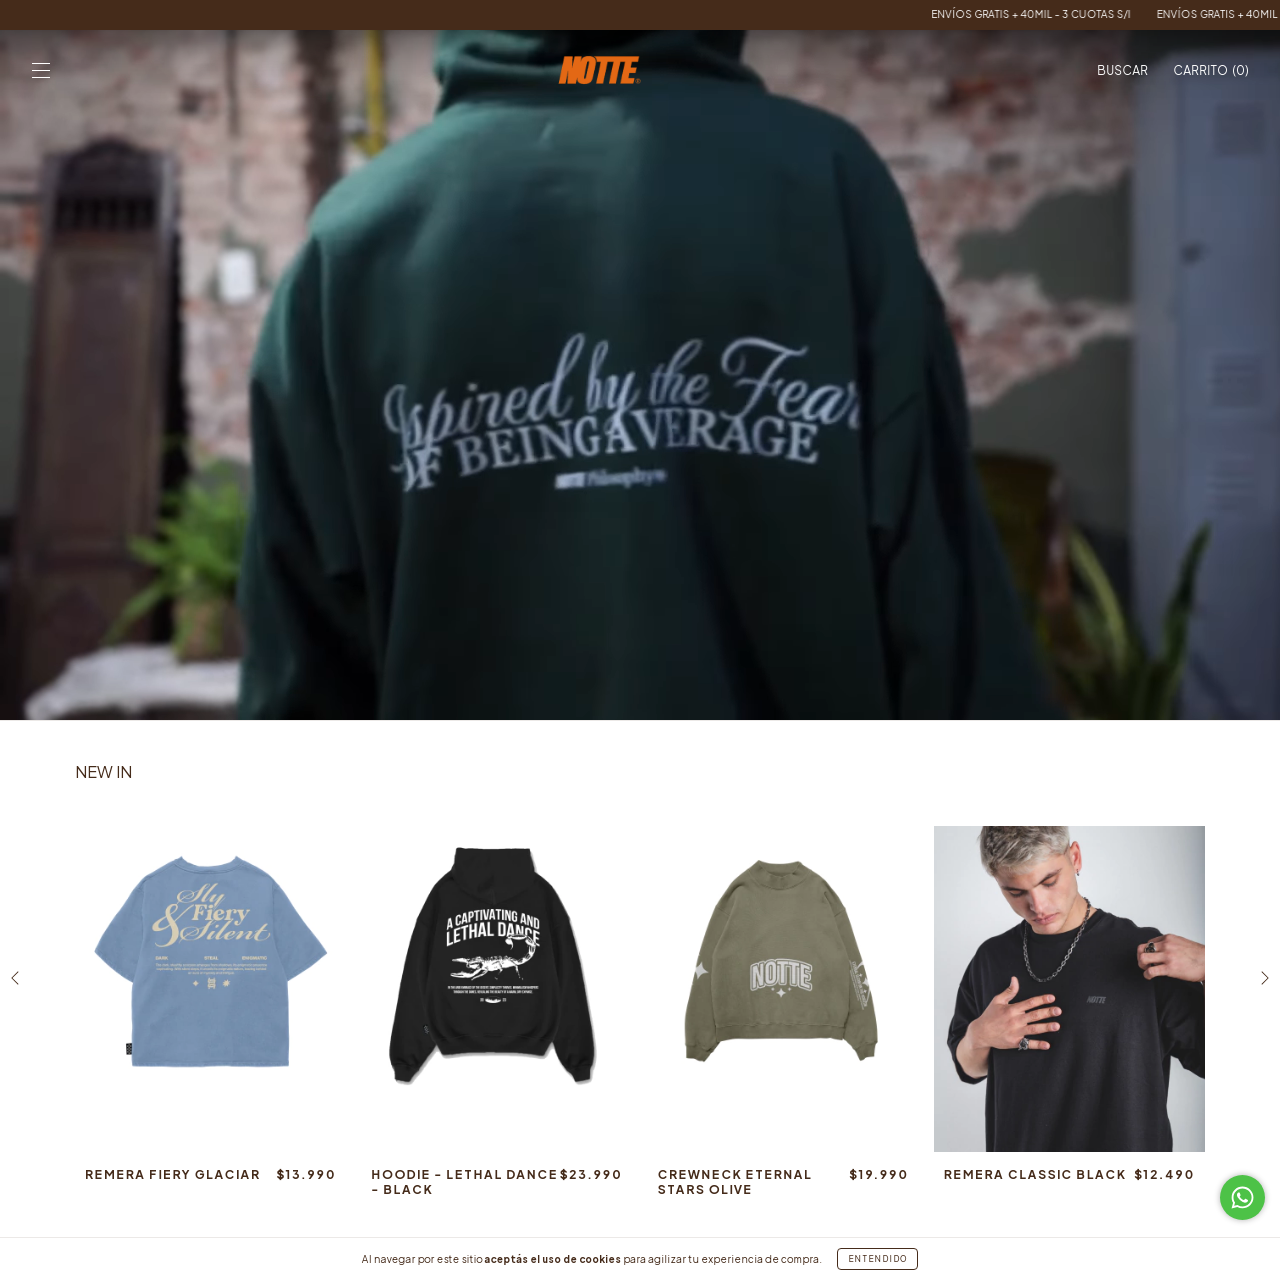 ENVÍOS GRATIS + 40MIL - 3 CUOTAS S/I ENVÍOS GRATIS + 40MIL
NOTTE
BUSCAR CARRITO (0)
Inspired by the Fear
OF BEING AVERAGE
Philosophy
NEW IN
Sly
& Fiery
Silent
A CAPTIVATING AND
LETHAL DANCE
NOTTE
NOTTE
REMERA FIERY GLACIAR $13.990
HOODIE - LETHAL DANCE - BLACK $23.990
CREWNECK ETERNAL STARS OLIVE $19.990
REMERA CLASSIC BLACK $12.490
Al navegar por este sitio aceptás el uso de cookies para agilizar tu experiencia de compra. ENTENDIDO